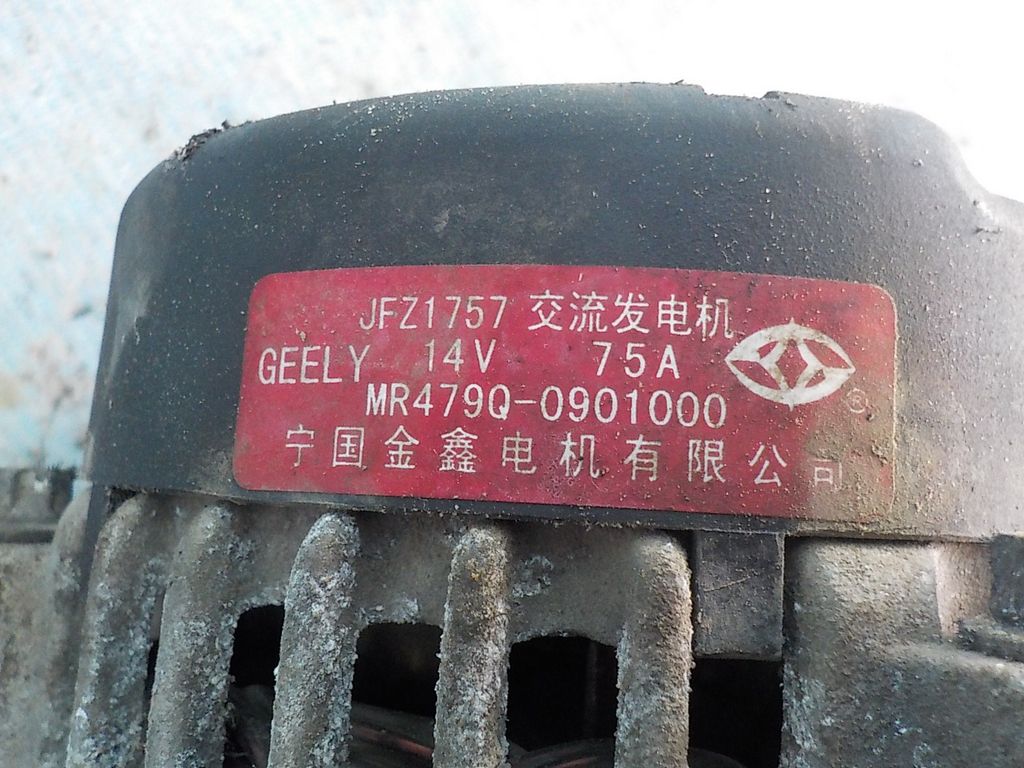 JFZ1757 交流发电机
GEELY 14V 75A
MR479Q-0901000
宁国金鑫电机有限公司
®